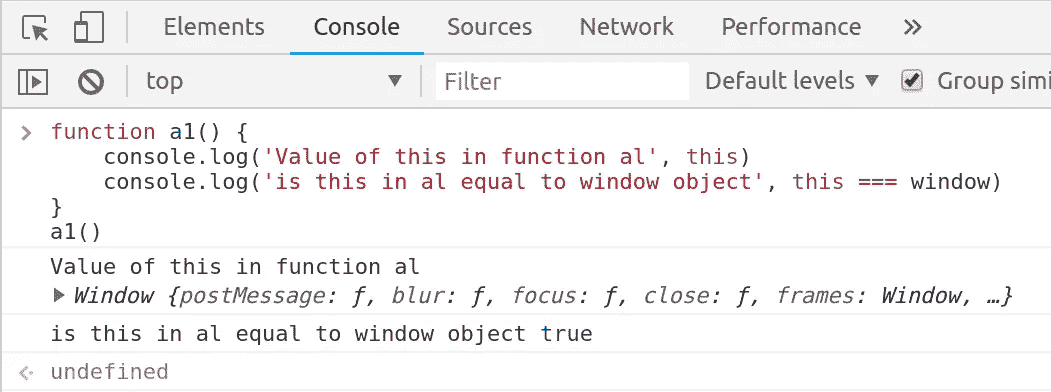 Elements Console Sources Network Performance »
top ▼ Filter Default levels ▼ Group simi
> function a1() {
    console.log('Value of this in function al', this)
    console.log('is this in al equal to window object', this === window)
}
a1()
Value of this in function al
▶ Window {postMessage: ƒ, blur: ƒ, focus: ƒ, close: ƒ, frames: Window, …}
is this in al equal to window object true
undefined